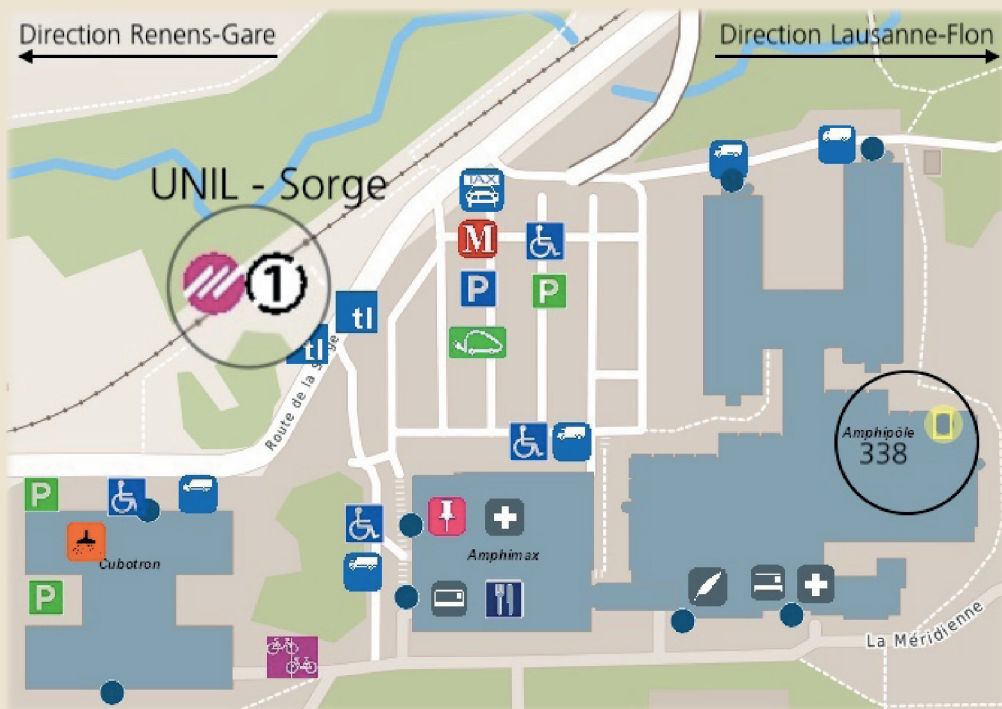 Direction Renens-Gare
Direction Lausanne-Flon
TAXI
UNIL - Sorge
M
1
P
P
tl
tl
Route de la Sorge
Amphipôle
338
P
Amphimax
Cubotron
P
La Méridienne